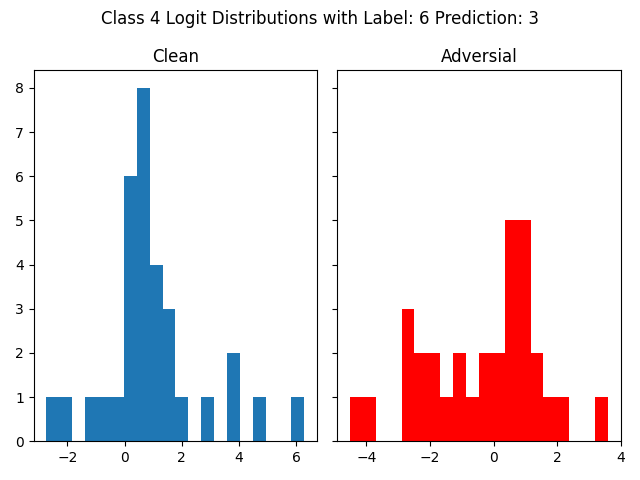 Class 4 Logit Distributions with Label: 6 Prediction: 3
Clean
Adversial
8
7
6
5
4
3
2
1
0
−2 0 2 4 6
−4 −2 0 2 4